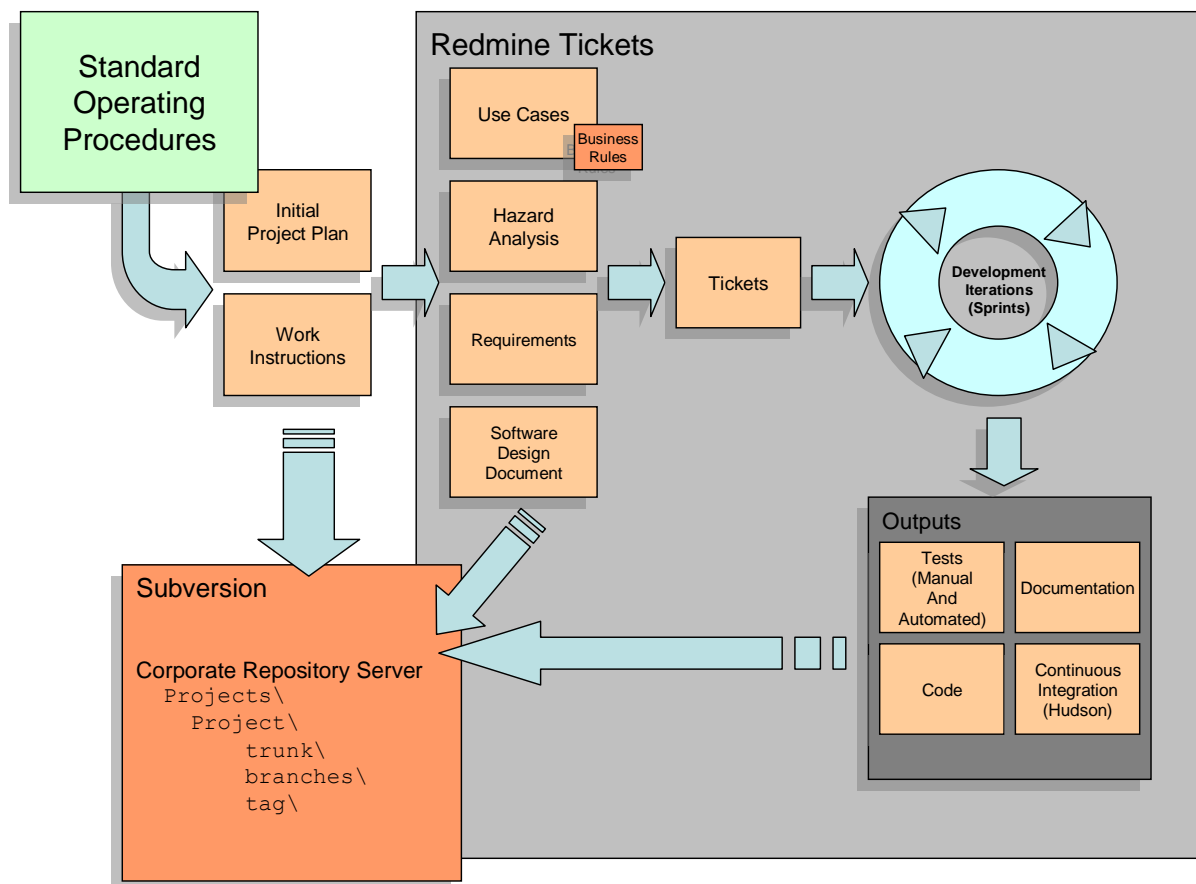 Standard
Operating
Procedures
Initial
Project Plan
Work
Instructions
Redmine Tickets
Use Cases
Business
Rules
Hazard
Analysis
Requirements
Software
Design
Document
Tickets
Development
Iterations
(Sprints)
Outputs
Tests
(Manual
And
Automated)
Documentation
Code
Continuous
Integration
(Hudson)
Subversion
Corporate Repository Server
Projects\
Project\
trunk\
branches\
tag\